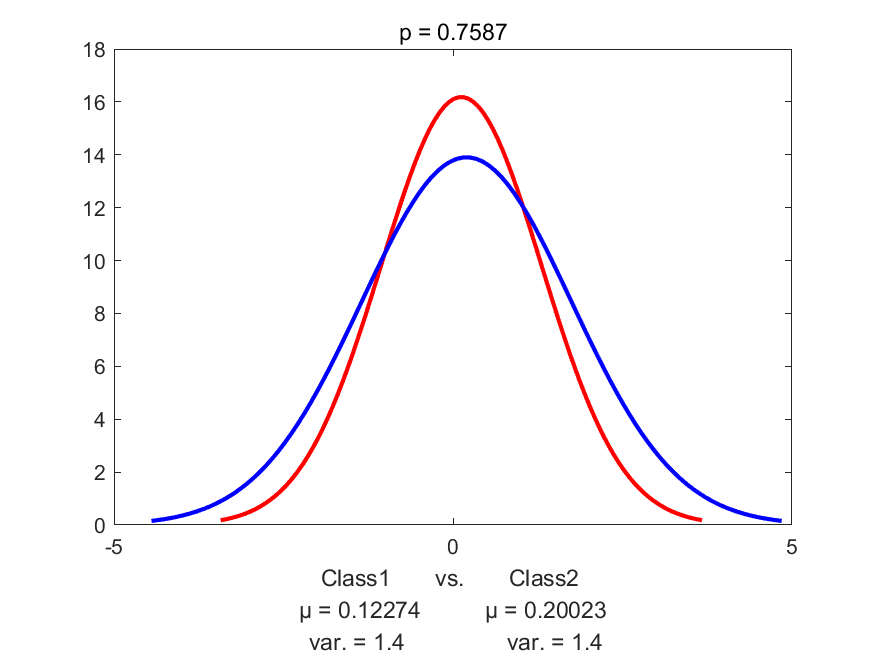 p = 0.7587
18
16
14
12
10
8
6
4
2
0
-5 0 5
Class1 vs. Class2
μ = 0.12274 μ = 0.20023
var. = 1.4 var. = 1.4